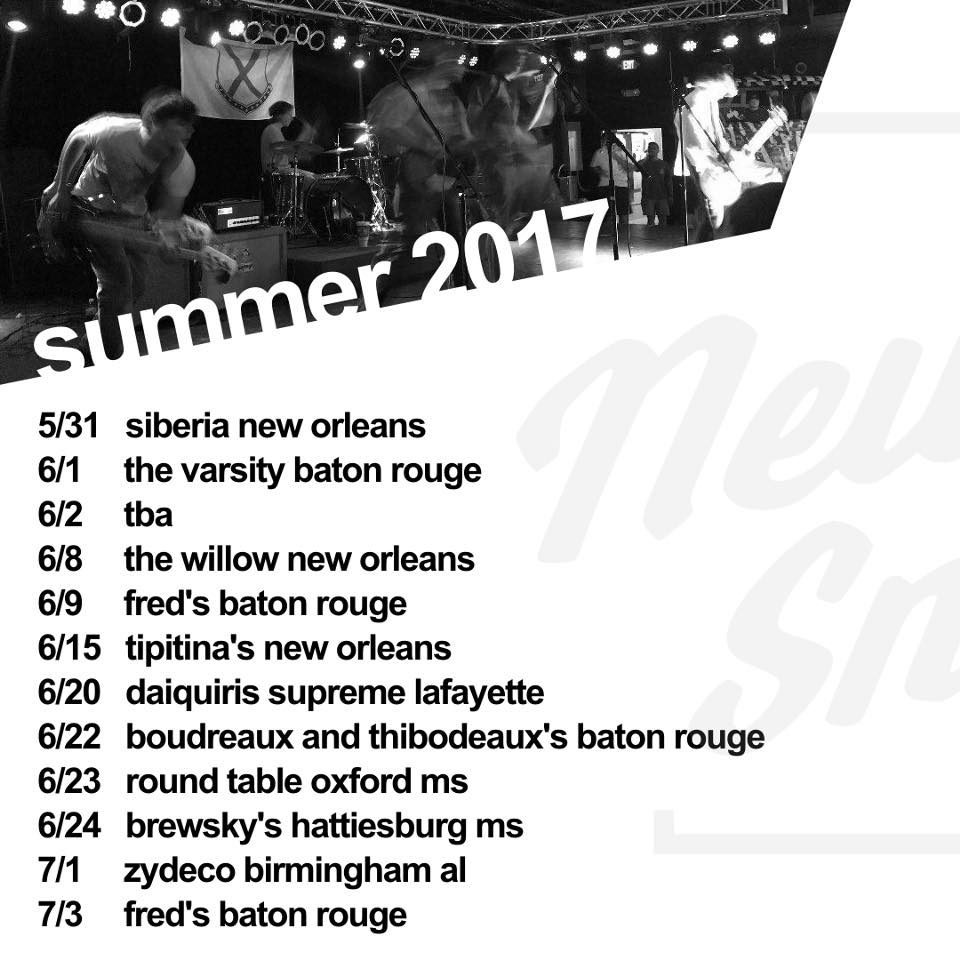 EXIT
summer 2017
5/31 siberia new orleans
6/1 the varsity baton rouge
6/2 tba
6/8 the willow new orleans
6/9 fred's baton rouge
6/15 tipitina's new orleans
6/20 daiquiris supreme lafayette
6/22 boudreaux and thibodeaux's baton rouge
6/23 round table oxford ms
6/24 brewsky's hattiesburg ms
7/1 zydeco birmingham al
7/3 fred's baton rouge